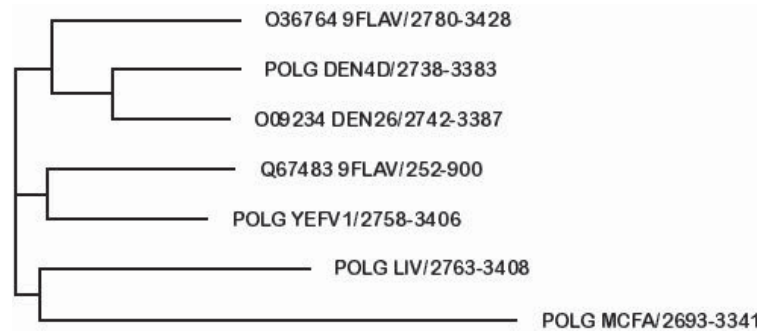 O36764 9FLAV/2780-3428
POLG DEN4D/2738-3383
O09234 DEN26/2742-3387
Q67483 9FLAV/252-900
POLG YEFV1/2758-3406
POLG LIV/2763-3408
POLG MCFA/2693-3341